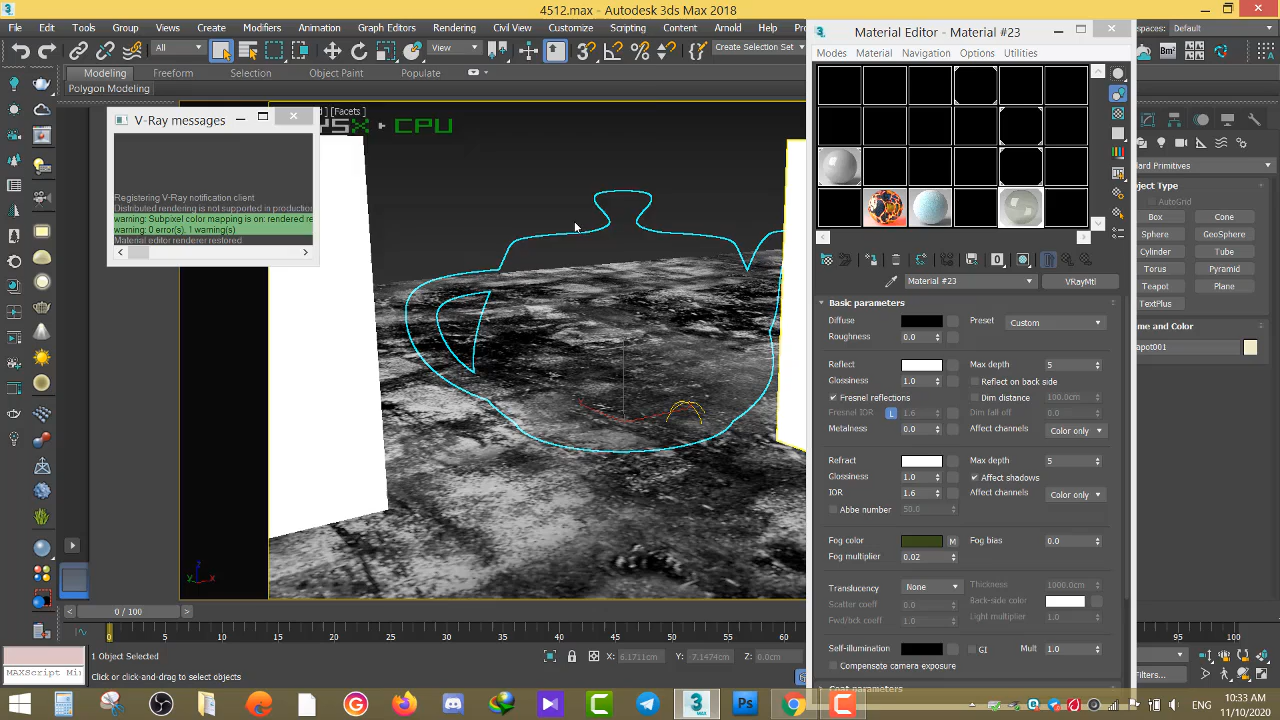 4512.max - Autodesk 3ds Max 2018
File Edit Tools Group Views Create Modifiers Animation Graph Editors Rendering Civil View Customize Scripting Content Arnold
Workspaces: Default
All View Create Selection Set
Modeling Freeform Selection Object Paint Populate
Polygon Modeling
V-Ray messages
Registering V-Ray notification client
Distributed rendering is not supported in production
warning: Subpixel color mapping is on: rendered re
warning: 0 error(s), 1 warning(s)
Material editor renderer restored
[Facets]
+ CPU
Material Editor - Material #23
Modes Material Navigation Options Utilities
Material #23 VRayMtl
Basic parameters
Diffuse Preset Custom
Roughness 0.0
Reflect Max depth 5
Glossiness 1.0 Reflect on back side
Fresnel reflections Dim distance 100.0cm
Fresnel IOR L 1.6 Dim fall off 0.0
Metalness 0.0 Affect channels Color only
Refract Max depth 5
Glossiness 1.0 Affect shadows
IOR 1.6 Affect channels Color only
Abbe number 50.0
Fog color M Fog bias 0.0
Fog multiplier 0.02
Translucency None Thickness 1000.0cm
Scatter coeff 0.0 Back-side color
Fwd/bck coeff 1.0 Light multiplier 1.0
Self-illumination GI Mult 1.0
Compensate camera exposure
Coat parameters
Standard Primitives
Object Type
AutoGrid
Box Cone
Sphere GeoSphere
Cylinder Tube
Torus Pyramid
Teapot Plane
TextPlus
Name and Color
Teapot001
z y x
0 / 100
0 5 10 15 20 25 30 35 40 45 50 55 60 95 100
MAXScript Mi
1 Object Selected
Click or click-and-drag to select objects
X: 6.1711cm Y: -7.1474cm Z: 0.0cm
Selected
Filters...
10:33 AM
11/10/2020